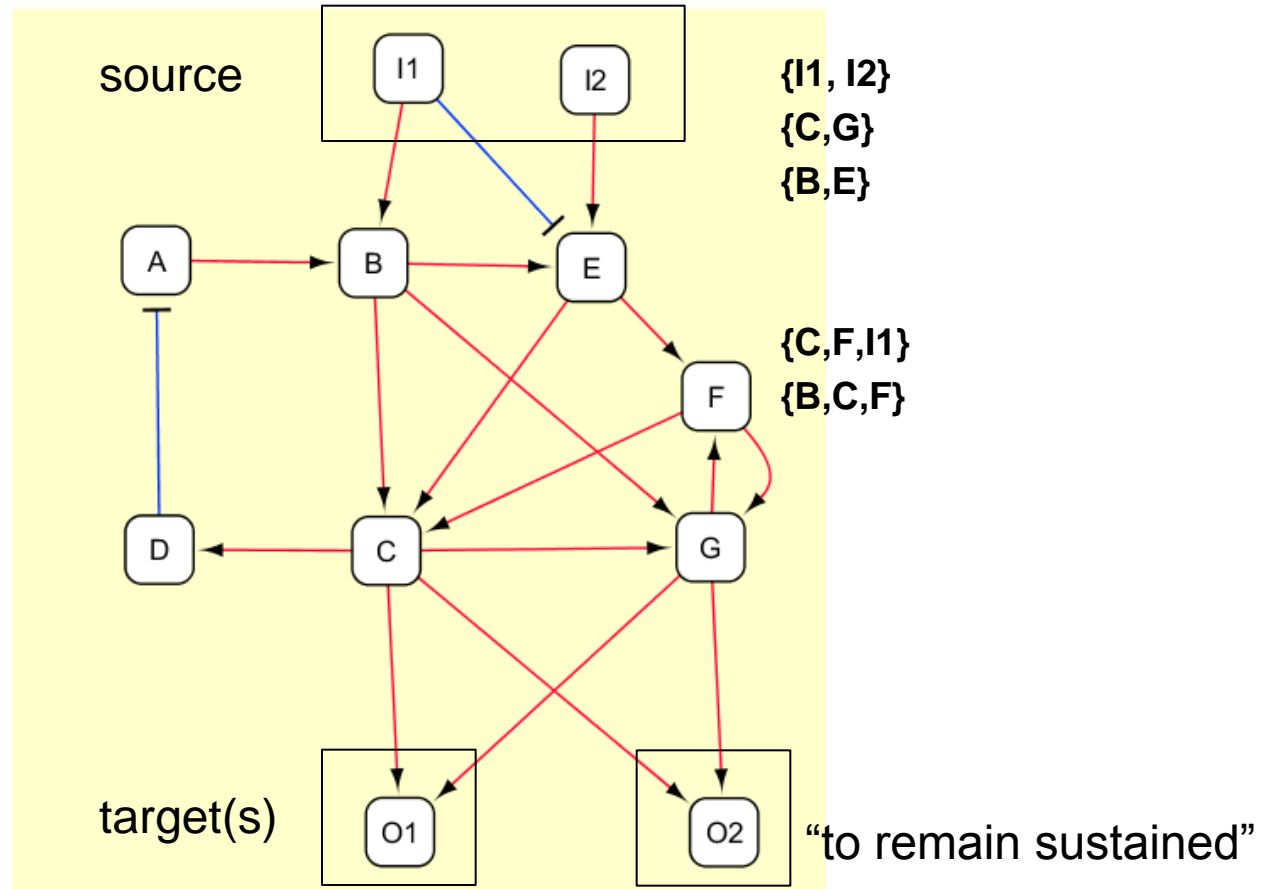 source
I1
I2
{I1, I2}
{C,G}
{B,E}
A
B
E
{C,F,I1}
{B,C,F}
F
D
C
G
target(s)
O1
O2
“to remain sustained”